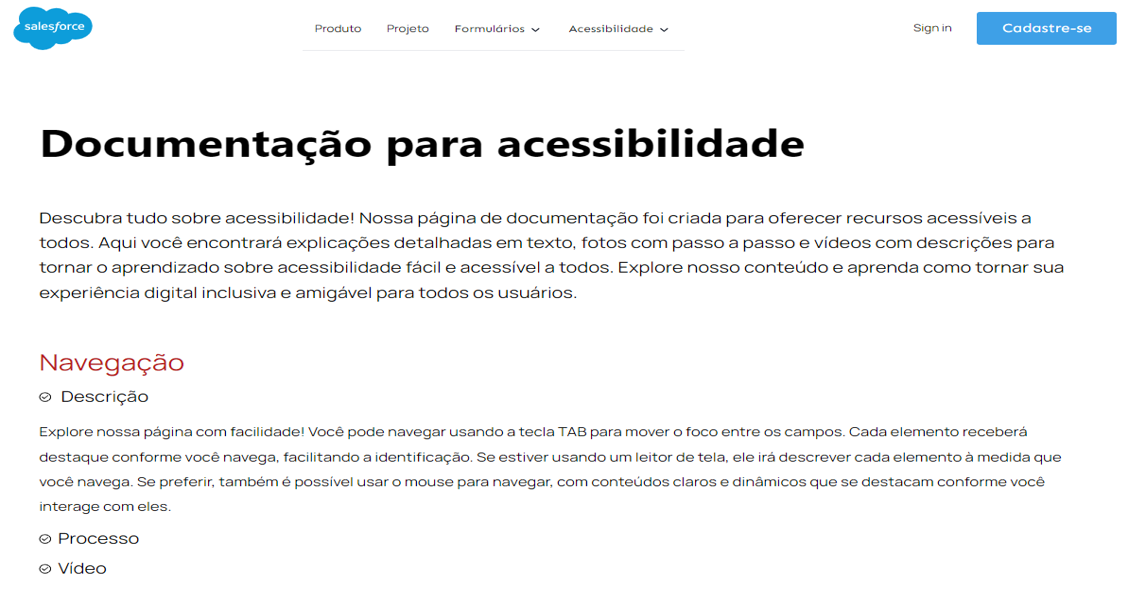 salesforce
Produto Projeto Formulários Acessibilidade Sign in Cadastre-se
Documentação para acessibilidade
Descubra tudo sobre acessibilidade! Nossa página de documentação foi criada para oferecer recursos acessíveis a
todos. Aqui você encontrará explicações detalhadas em texto, fotos com passo a passo e vídeos com descrições para
tornar o aprendizado sobre acessibilidade fácil e acessível a todos. Explore nosso conteúdo e aprenda como tornar sua
experiência digital inclusiva e amigável para todos os usuários.
Navegação
Descrição
Explore nossa página com facilidade! Você pode navegar usando a tecla TAB para mover o foco entre os campos. Cada elemento receberá
destaque conforme você navega, facilitando a identificação. Se estiver usando um leitor de tela, ele irá descrever cada elemento à medida que
você navega. Se preferir, também é possível usar o mouse para navegar, com conteúdos claros e dinâmicos que se destacam conforme você
interage com eles.
Processo
Vídeo